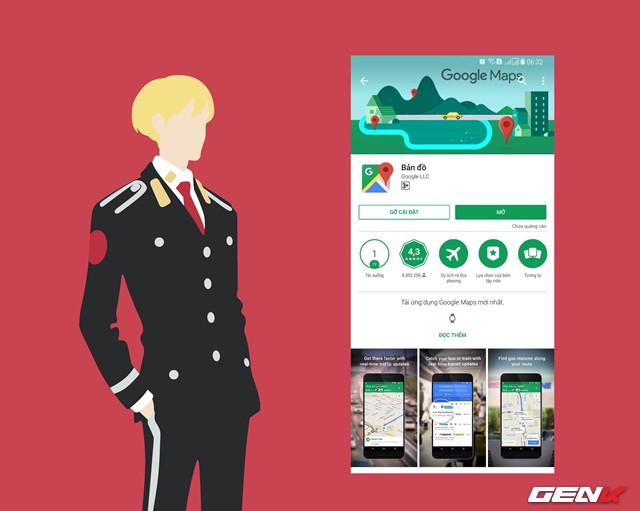 06:32
Google Maps
Bản đồ
Google LLC
3+
GỠ CÀI ĐẶT
MỞ
Chứa quảng cáo
1
TỶ
4,3
Tải xuống
8.853.250
Du lịch và Địa phương
Lựa chọn của biên tập viên
Tương tự
Tải ứng dụng Google Maps mới nhất.
ĐỌC THÊM
Get there faster with
real-time traffic updates
Catch your bus or train with
real-time transit updates
Find gas stations along
your route
GENK